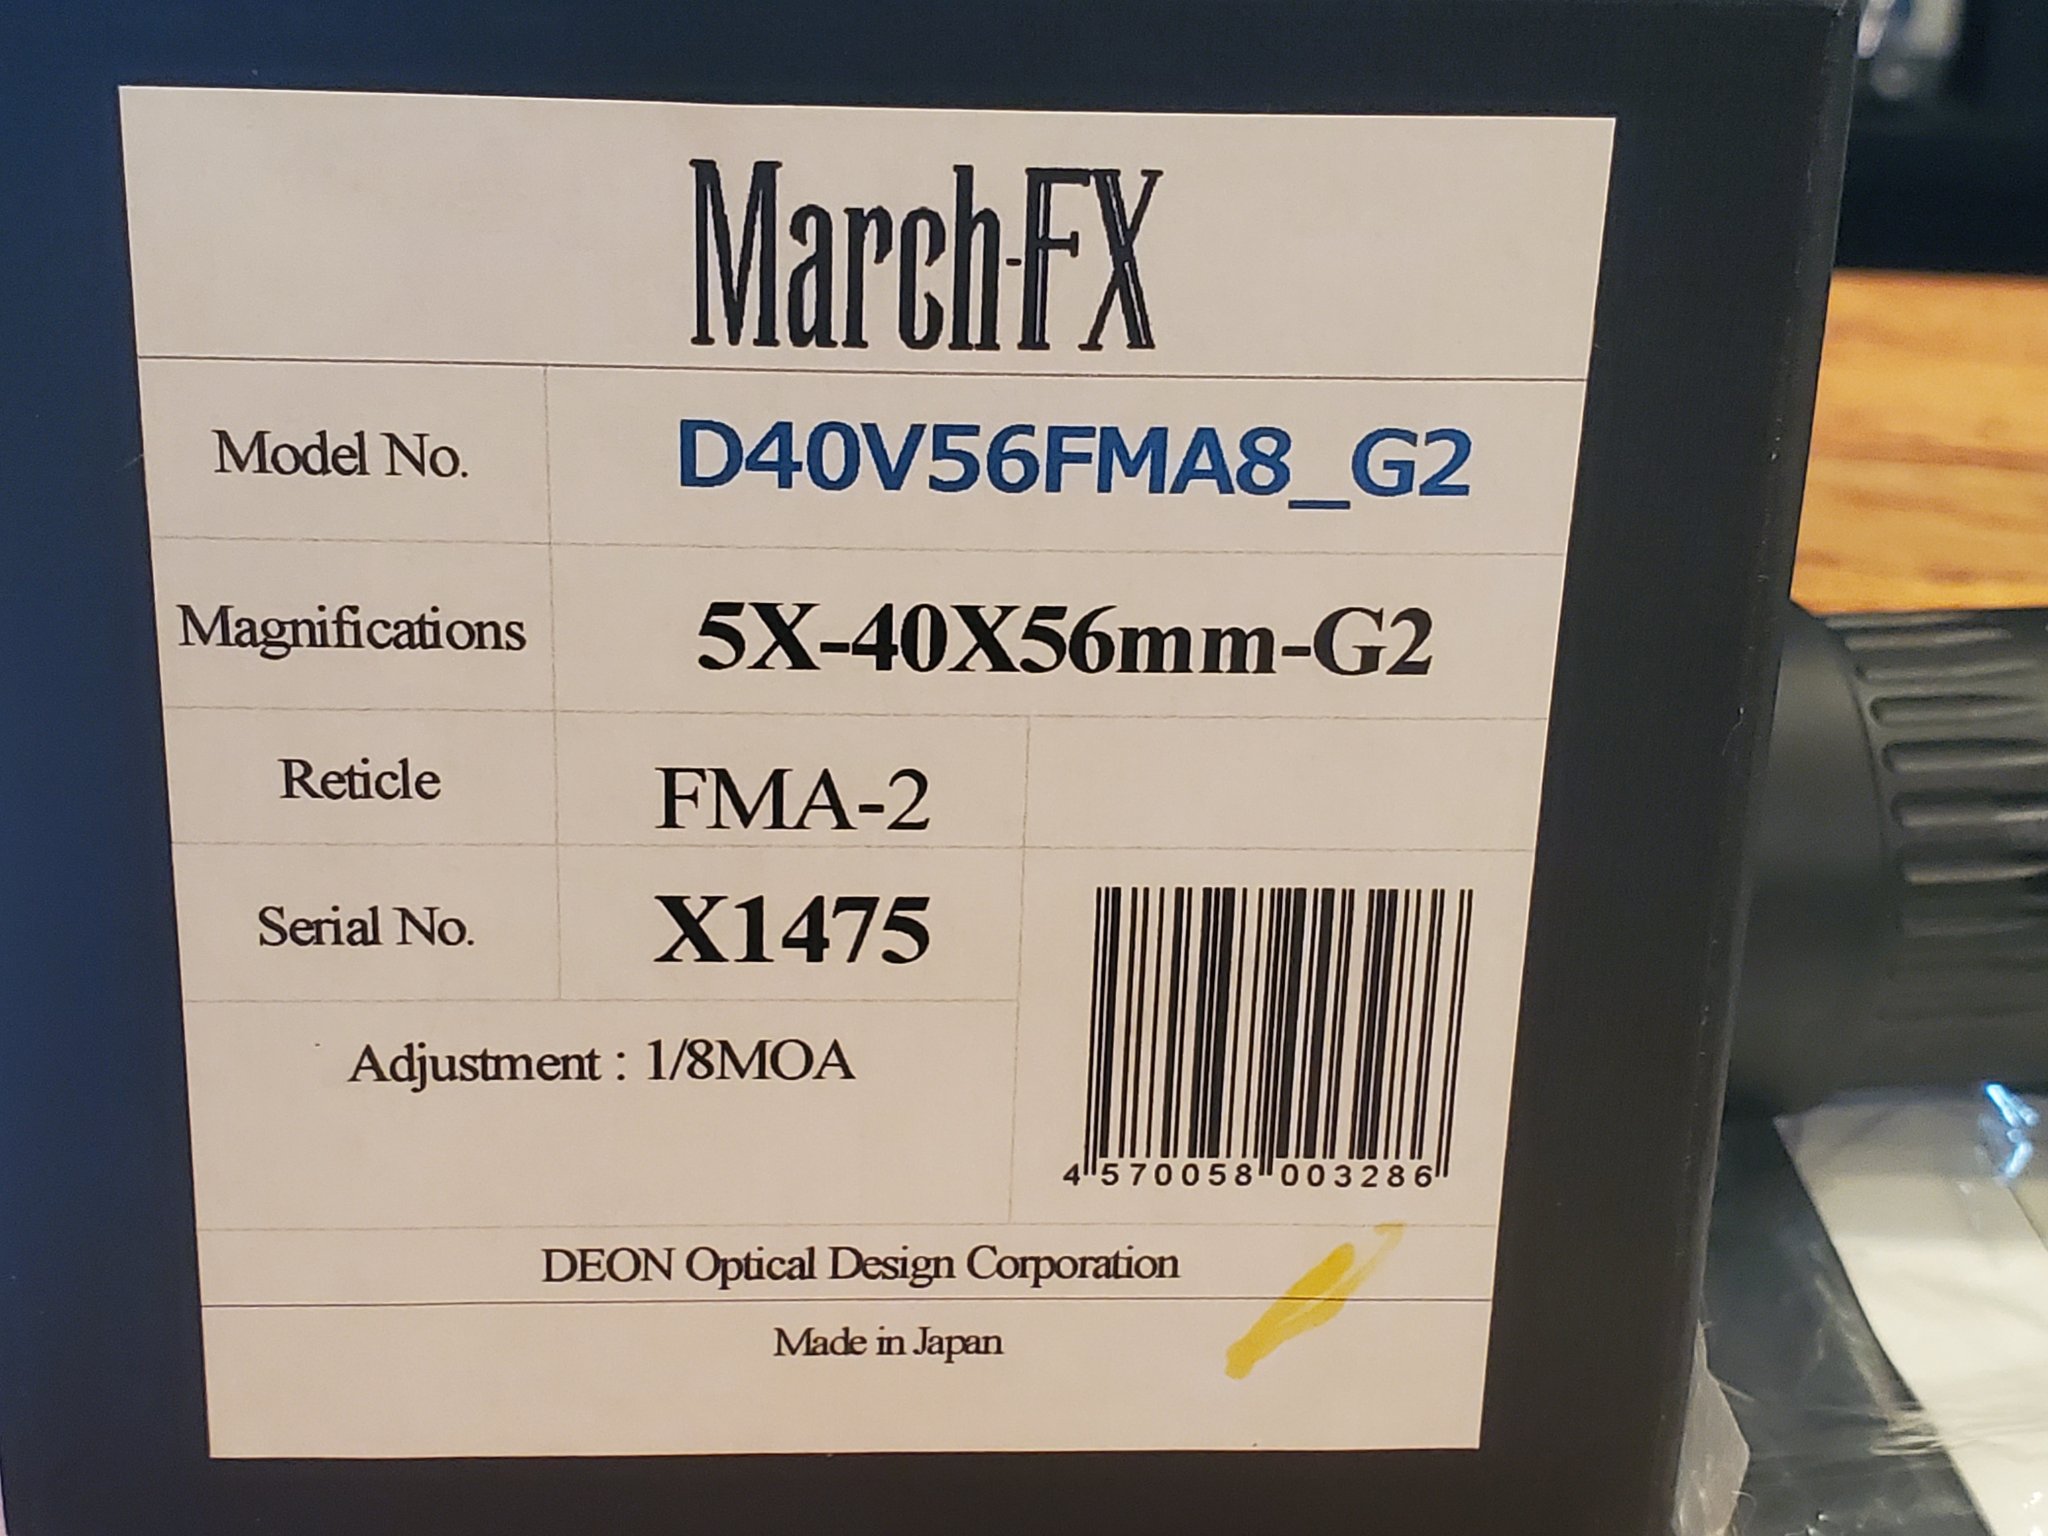 March-FX
Model No. D40V56FMA8_G2
Magnifications 5X-40X56mm-G2
Reticle FMA-2
Serial No. X1475
Adjustment : 1/8MOA
4 570058 003286
DEON Optical Design Corporation
Made in Japan